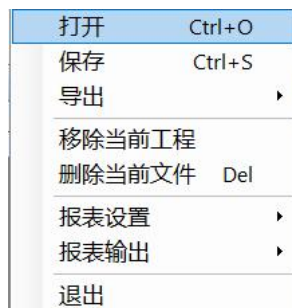 打开 Ctrl+O
保存 Ctrl+S
导出
移除当前工程
删除当前文件 Del
报表设置
报表输出
退出